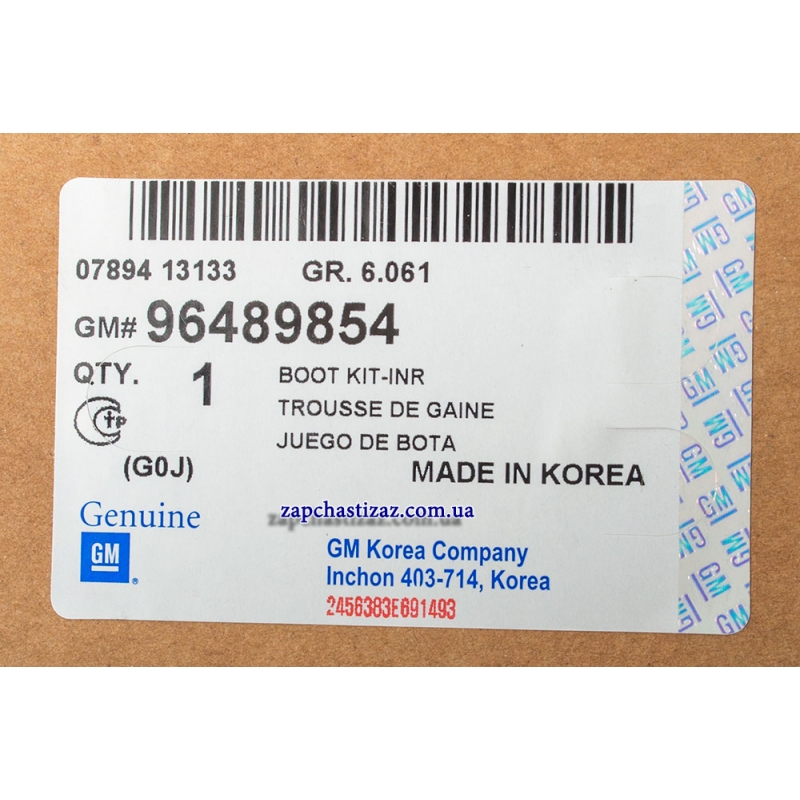 07894 13133 GR. 6.061
GM# 96489854
QTY. 1 BOOT KIT-INR
TROUSSE DE GAINE
JUEGO DE BOTA
(G0J) MADE IN KOREA
zapchastizaz.com.ua
Genuine
GM
GM Korea Company
Inchon 403-714, Korea
2456383E691493